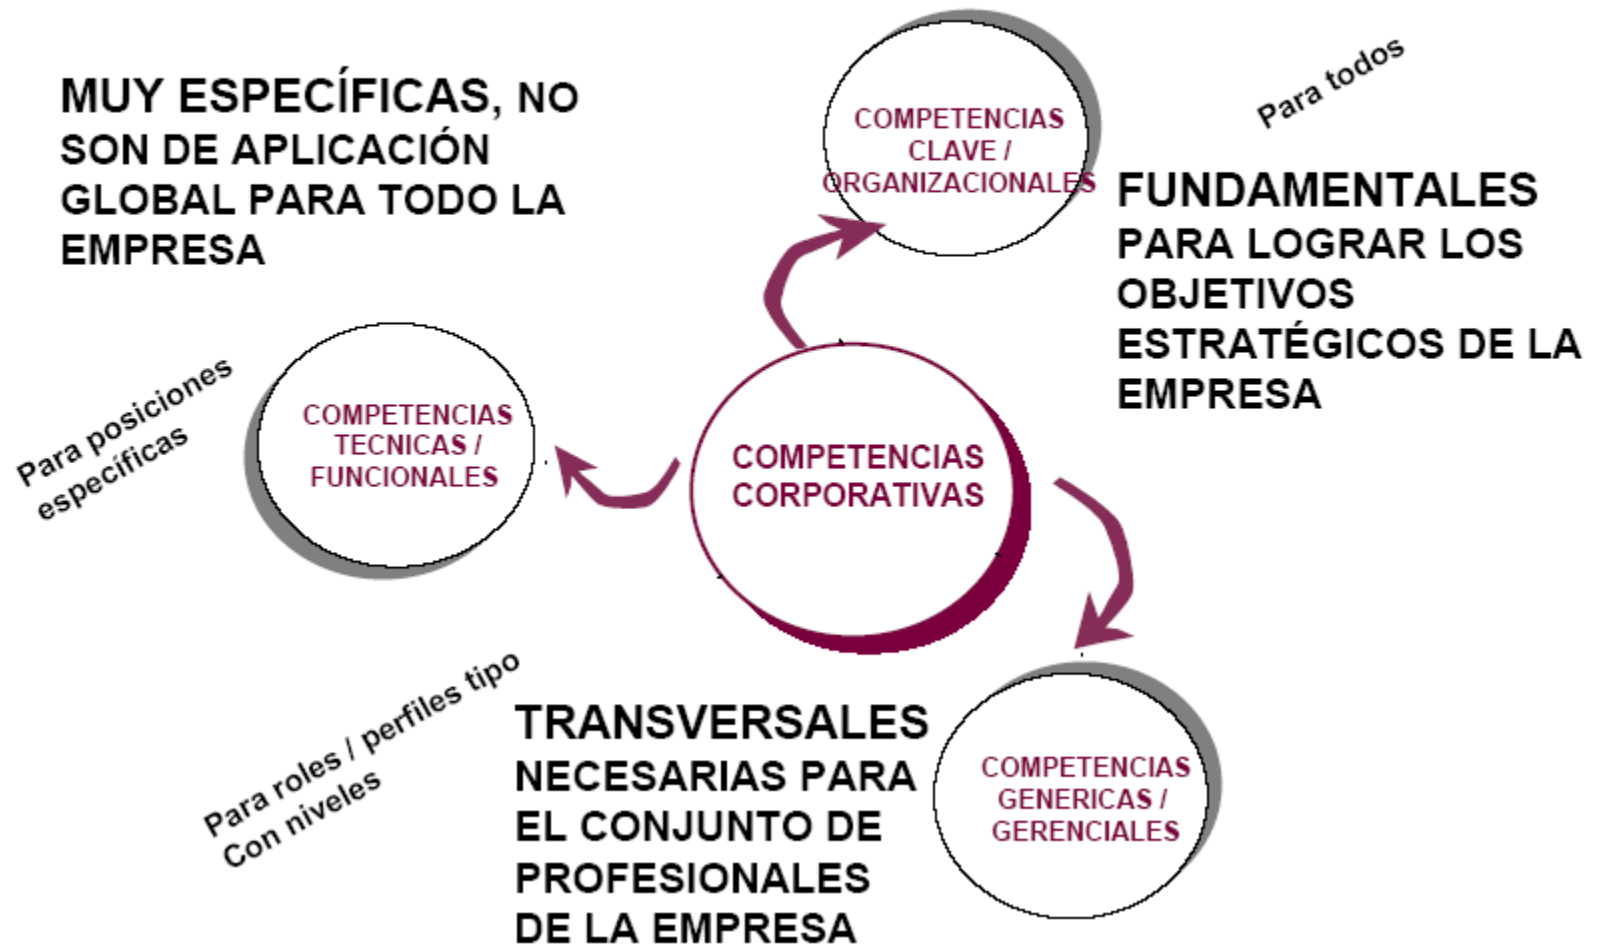 MUY ESPECÍFICAS, NO
SON DE APLICACIÓN
GLOBAL PARA TODO LA
EMPRESA
COMPETENCIAS
CLAVE /
ORGANIZACIONALES
Para todos
FUNDAMENTALES
PARA LOGRAR LOS
OBJETIVOS
ESTRATÉGICOS DE LA
EMPRESA
Para posiciones
específicas
COMPETENCIAS
TECNICAS /
FUNCIONALES
COMPETENCIAS
CORPORATIVAS
Para roles / perfiles tipo
Con niveles
TRANSVERSALES
NECESARIAS PARA
EL CONJUNTO DE
PROFESIONALES
DE LA EMPRESA
COMPETENCIAS
GENERICAS /
GERENCIALES